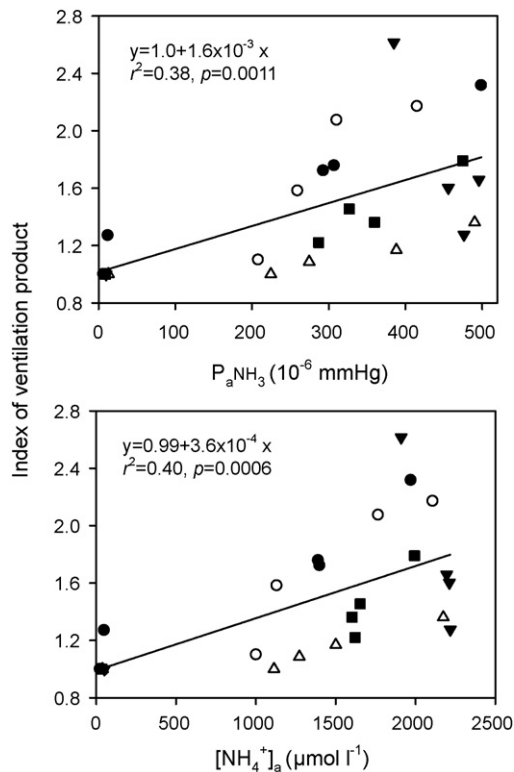 2.8
y=1.0+1.6x10⁻³ x
r²=0.38, p=0.0011
2.4
2.0
1.6
1.2
0.8
0 100 200 300 400 500
PₐNH₃ (10⁻⁶ mmHg)
Index of ventilation product
2.8
y=0.99+3.6x10⁻⁴ x
r²=0.40, p=0.0006
2.4
2.0
1.6
1.2
0.8
0 500 1000 1500 2000 2500
[NH₄⁺]ₐ (μmol l⁻¹)